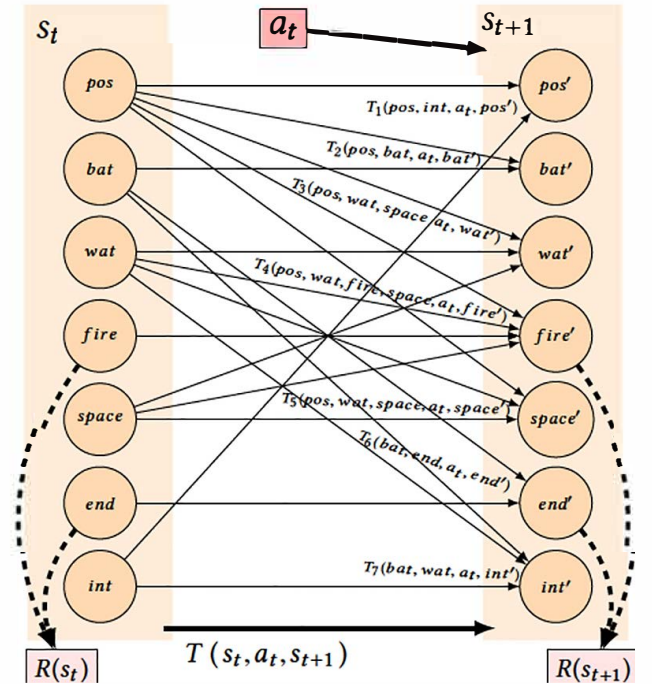 s_t
a_t
s_{t+1}
pos
pos′
T_1(pos, int, a_t, pos′)
bat
T_2(pos, bat, a_t, bat′)
bat′
T_3(pos, wat, space, a_t, wat′)
wat
wat′
T_4(pos, wat, fire, space, a_t, fire′)
fire
fire′
space
T_5(pos, wat, space, a_t, space′)
space′
T_6(bat, end, a_t, end′)
end
end′
T_7(bat, wat, a_t, int′)
int
int′
T (s_t, a_t, s_{t+1})
R(s_t)
R(s_{t+1})